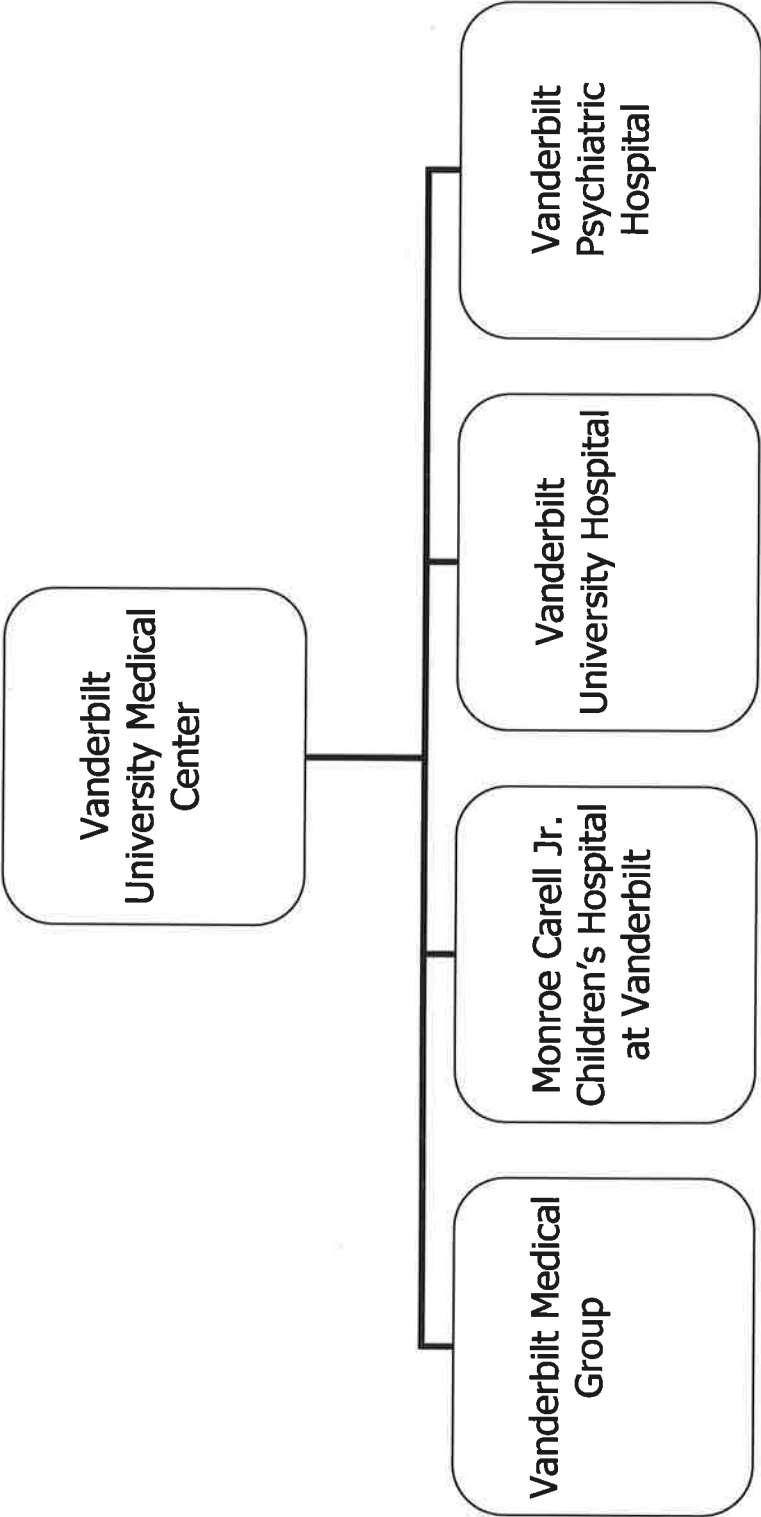 Vanderbilt
University Medical
Center
Vanderbilt Medical
Group
Monroe Carell Jr.
Children's Hospital
at Vanderbilt
Vanderbilt
University Hospital
Vanderbilt
Psychiatric
Hospital